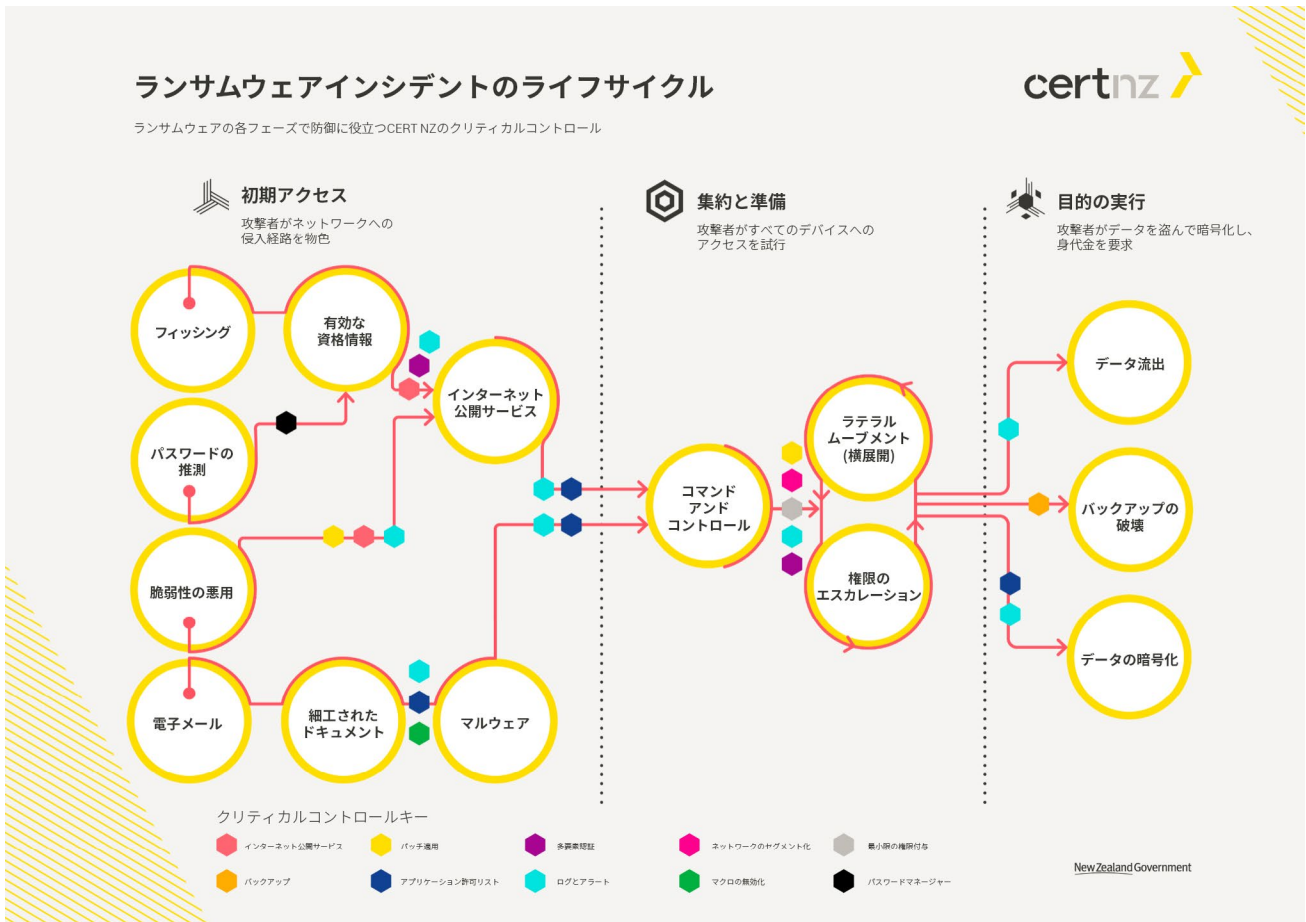 ランサムウェアインシデントのライフサイクル
certnz
ランサムウェアの各フェーズで防御に役立つCERT NZのクリティカルコントロール
初期アクセス
攻撃者がネットワークへの
侵入経路を物色
集約と準備
攻撃者がすべてのデバイスへの
アクセスを試行
目的の実行
攻撃者がデータを盗んで暗号化し、
身代金を要求
フィッシング
有効な
資格情報
インターネット
公開サービス
パスワードの
推測
脆弱性の悪用
電子メール
細工された
ドキュメント
マルウェア
コマンド
アンド
コントロール
ラテラル
ムーブメント
(横展開)
権限の
エスカレーション
データ流出
バックアップの
破壊
データの暗号化
クリティカルコントロールキー
インターネット公開サービス
パッチ適用
多要素認証
ネットワークのセグメント化
最小限の権限付与
バックアップ
アプリケーション許可リスト
ログとアラート
マクロの無効化
パスワードマネージャー
New Zealand Government